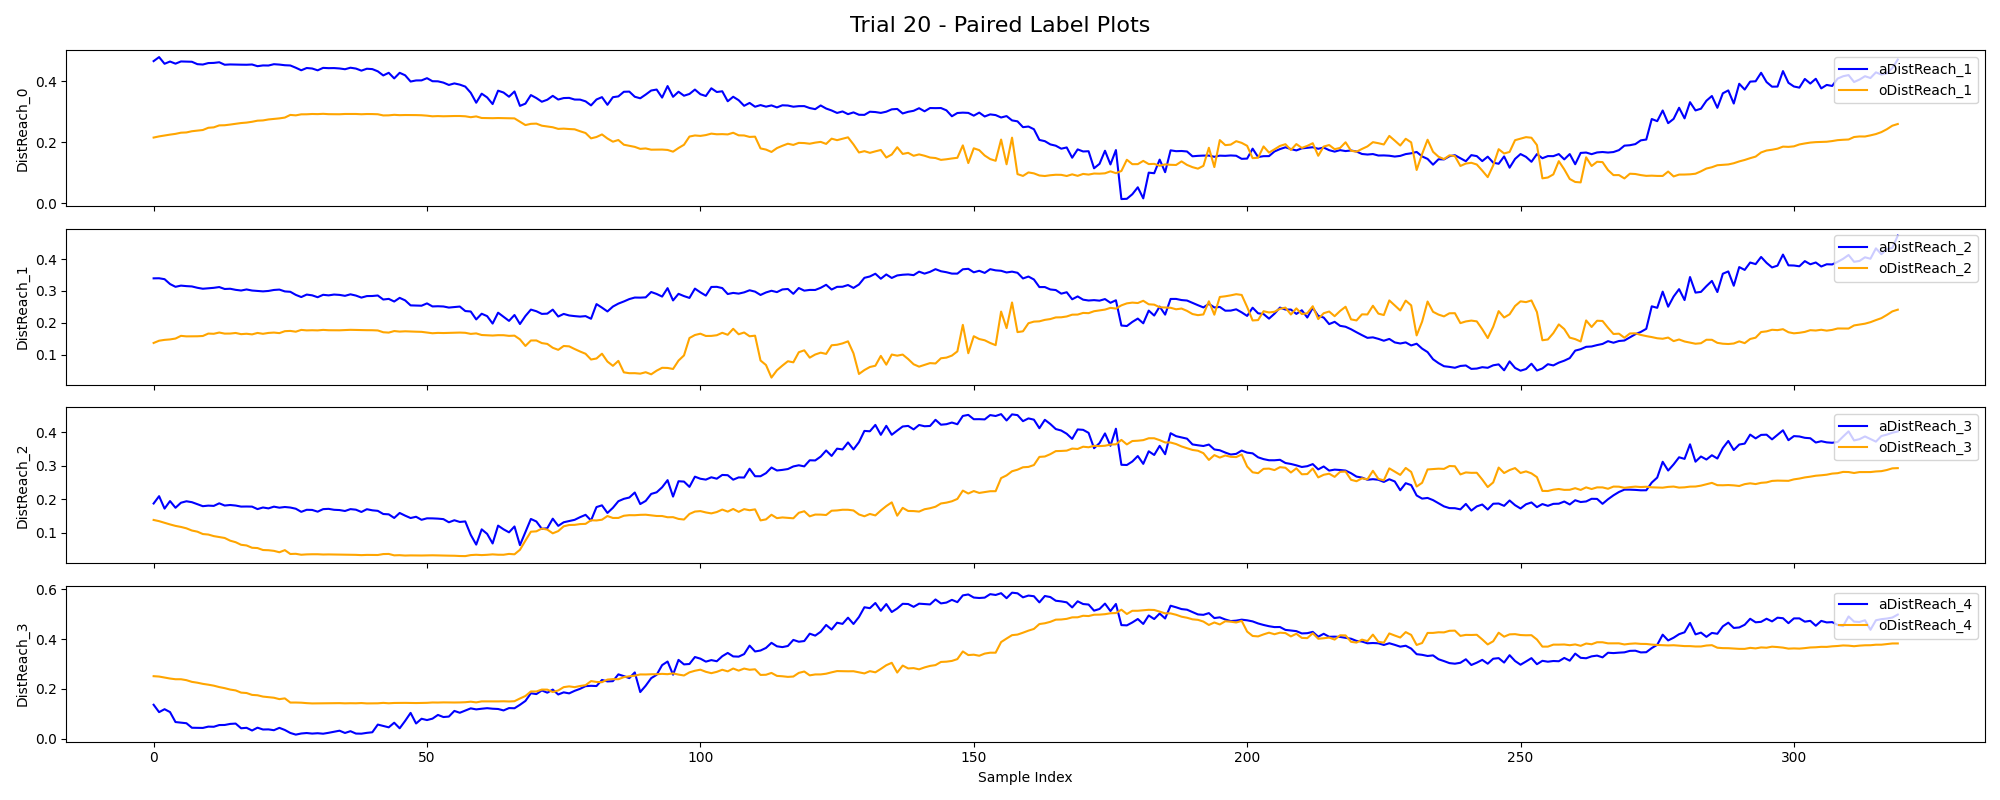 Trial 20 - Paired Label Plots
DistReach_0
0.4
0.2
0.0
aDistReach_1
oDistReach_1
DistReach_1
0.4
0.3
0.2
0.1
aDistReach_2
oDistReach_2
DistReach_2
0.4
0.3
0.2
0.1
aDistReach_3
oDistReach_3
DistReach_3
0.6
0.4
0.2
0.0
aDistReach_4
oDistReach_4
0 50 100 150 200 250 300
Sample Index